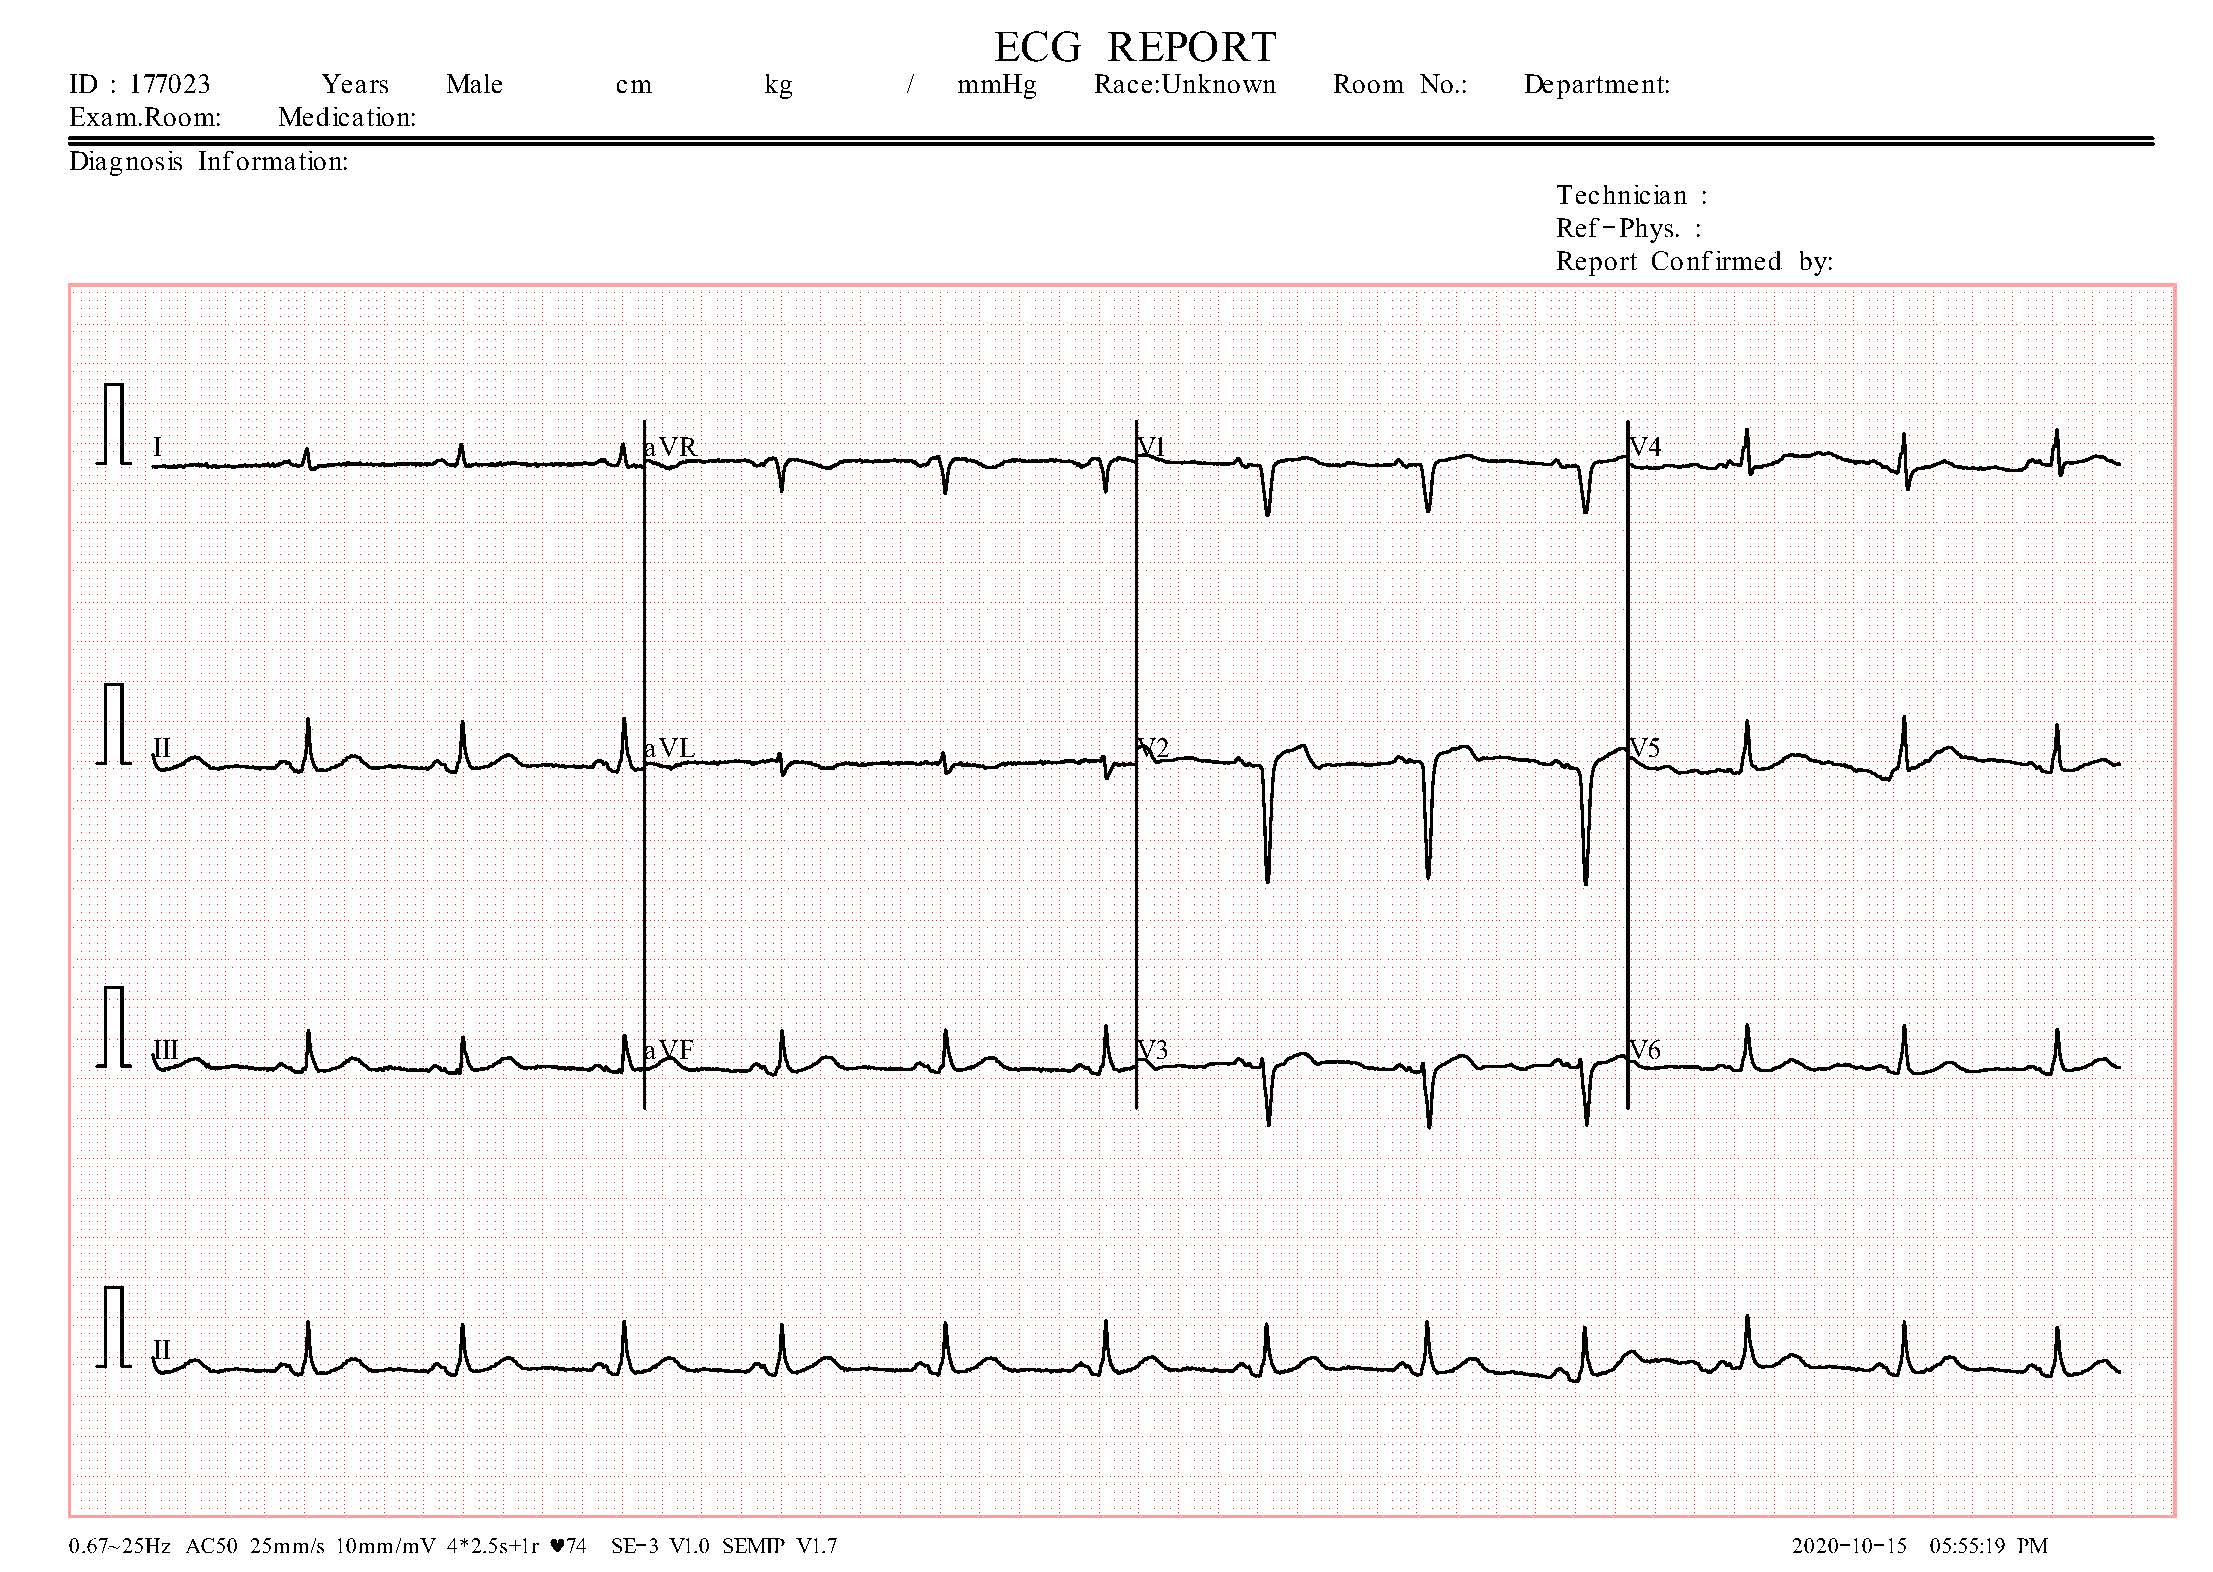 ECG REPORT
ID : 177023 Years Male cm kg / mmHg Race:Unknown Room No.: Department:
Exam.Room: Medication:
Diagnosis Information:
Technician :
Ref-Phys. :
Report Confirmed by:
I aVR V1 V4
II aVL V2 V5
III aVF V3 V6
II
0.67~25Hz AC50 25mm/s 10mm/mV 4*2.5s+1r ♥74 SE-3 V1.0 SEMIP V1.7
2020-10-15 05:55:19 PM